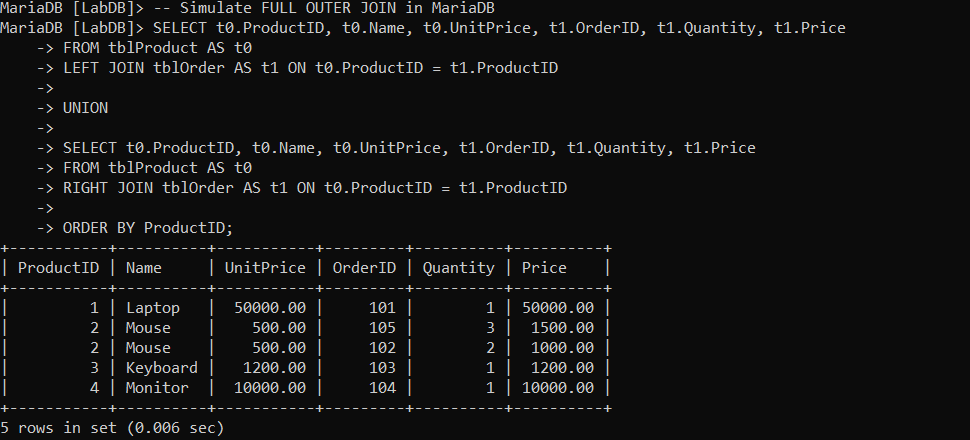 MariaDB [LabDB]> -- Simulate FULL OUTER JOIN in MariaDB
MariaDB [LabDB]> SELECT t0.ProductID, t0.Name, t0.UnitPrice, t1.OrderID, t1.Quantity, t1.Price
    -> FROM tblProduct AS t0
    -> LEFT JOIN tblOrder AS t1 ON t0.ProductID = t1.ProductID
    ->
    -> UNION
    ->
    -> SELECT t0.ProductID, t0.Name, t0.UnitPrice, t1.OrderID, t1.Quantity, t1.Price
    -> FROM tblProduct AS t0
    -> RIGHT JOIN tblOrder AS t1 ON t0.ProductID = t1.ProductID
    ->
    -> ORDER BY ProductID;
+-----------+----------+-----------+---------+----------+----------+
| ProductID | Name     | UnitPrice | OrderID | Quantity | Price    |
+-----------+----------+-----------+---------+----------+----------+
|         1 | Laptop   |  50000.00 |     101 |        1 | 50000.00 |
|         2 | Mouse    |    500.00 |     105 |        3 |  1500.00 |
|         2 | Mouse    |    500.00 |     102 |        2 |  1000.00 |
|         3 | Keyboard |   1200.00 |     103 |        1 |  1200.00 |
|         4 | Monitor  |  10000.00 |     104 |        1 | 10000.00 |
+-----------+----------+-----------+---------+----------+----------+
5 rows in set (0.006 sec)